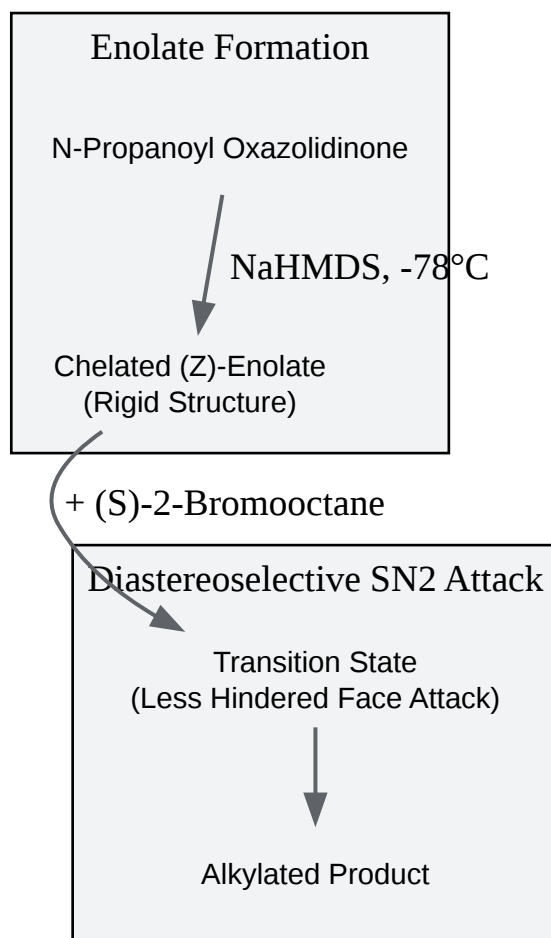 Enolate Formation
N-Propanoyl Oxazolidinone
NaHMDS, -78°C
Chelated (Z)-Enolate
(Rigid Structure)
+ (S)-2-Bromooctane
Diastereoselective SN2 Attack
Transition State
(Less Hindered Face Attack)
Alkylated Product